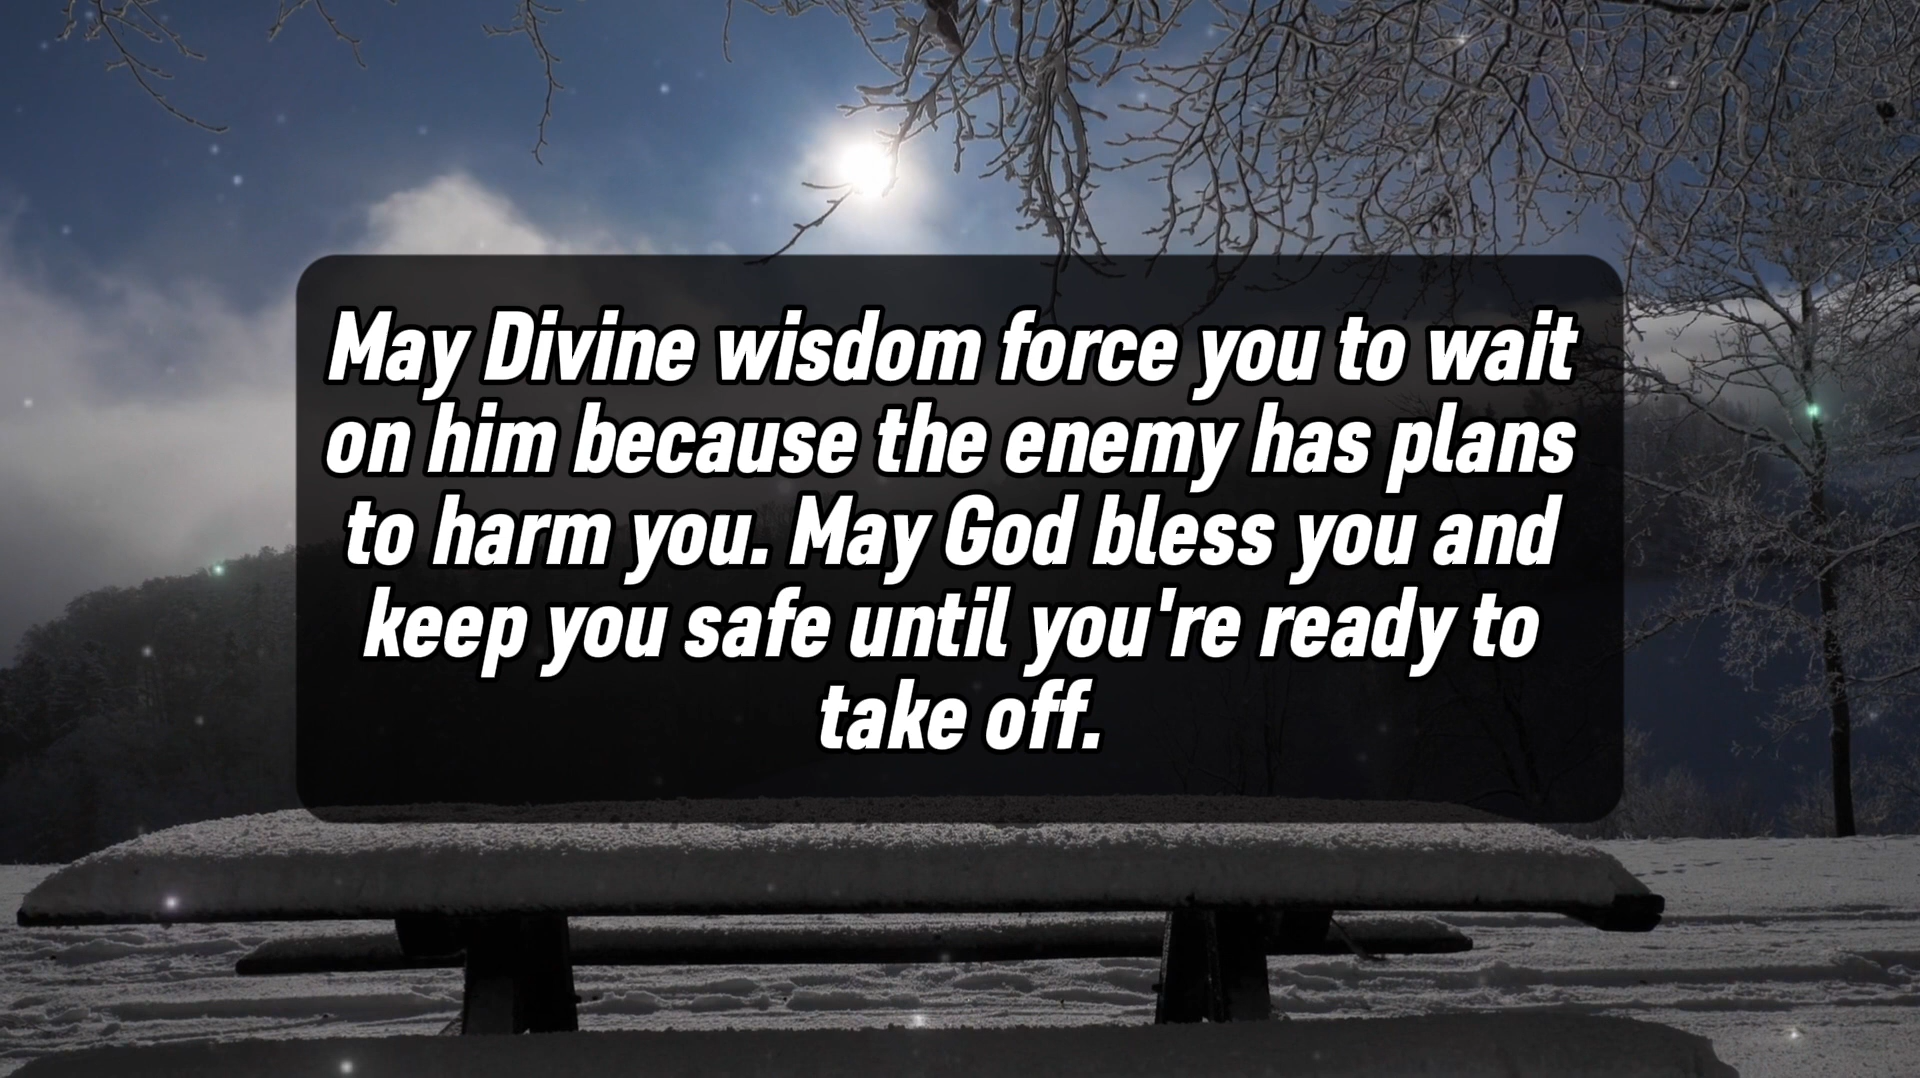 May Divine wisdom force you to wait
on him because the enemy has plans
to harm you. May God bless you and
keep you safe until you're ready to
take off.